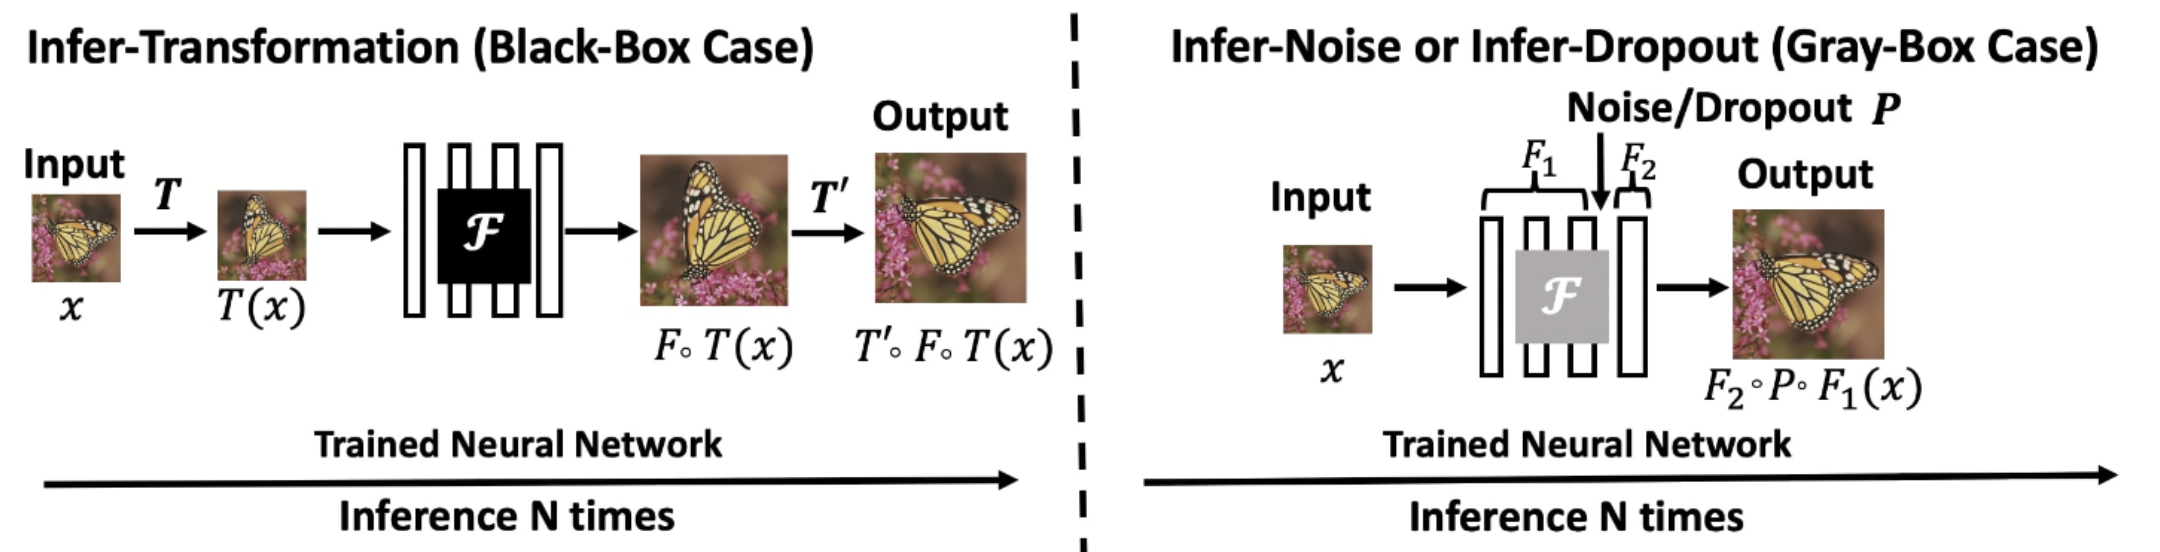 Infer-Transformation (Black-Box Case)
Input
T
x
T(x)
ℱ
F∘ T(x)
T′
Output
T′∘ F∘ T(x)
Trained Neural Network
Inference N times
Infer-Noise or Infer-Dropout (Gray-Box Case)
Noise/Dropout P
Input
x
F₁
F₂
ℱ
Output
F₂∘P∘ F₁(x)
Trained Neural Network
Inference N times